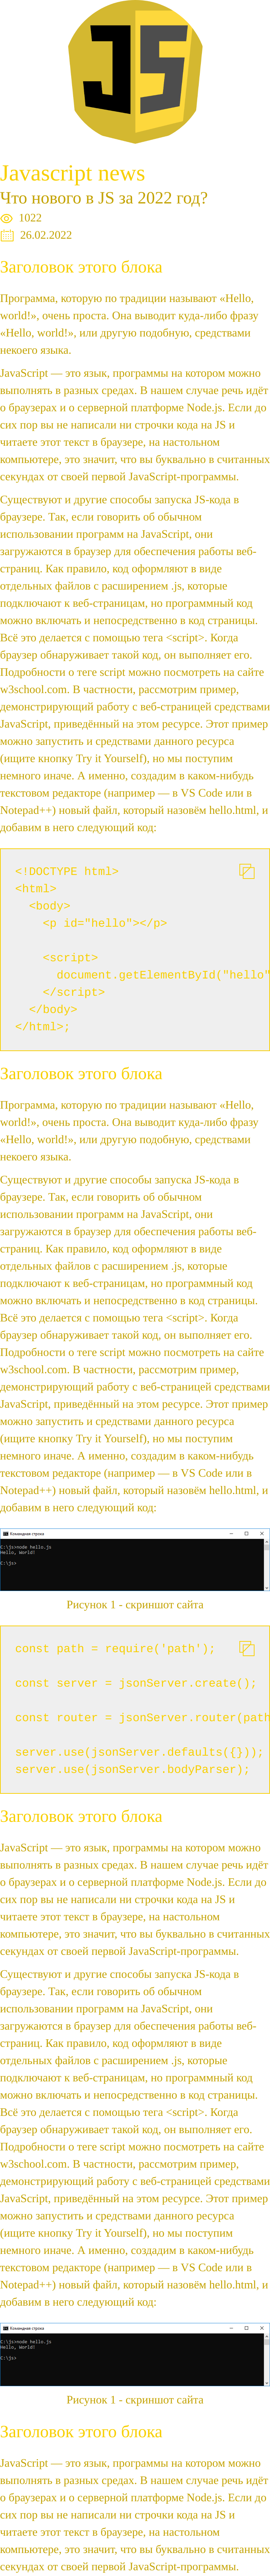 JS
Javascript news
Что нового в JS за 2022 год?
1022
26.02.2022
Заголовок этого блока
Программа, которую по традиции называют «Hello,
world!», очень проста. Она выводит куда-либо фразу
«Hello, world!», или другую подобную, средствами
некоего языка.
JavaScript — это язык, программы на котором можно
выполнять в разных средах. В нашем случае речь идёт
о браузерах и о серверной платформе Node.js. Если до
сих пор вы не написали ни строчки кода на JS и
читаете этот текст в браузере, на настольном
компьютере, это значит, что вы буквально в считанных
секундах от своей первой JavaScript-программы.
Существуют и другие способы запуска JS-кода в
браузере. Так, если говорить об обычном
использовании программ на JavaScript, они
загружаются в браузер для обеспечения работы веб-
страниц. Как правило, код оформляют в виде
отдельных файлов с расширением .js, которые
подключают к веб-страницам, но программный код
можно включать и непосредственно в код страницы.
Всё это делается с помощью тега <script>. Когда
браузер обнаруживает такой код, он выполняет его.
Подробности о теге script можно посмотреть на сайте
w3school.com. В частности, рассмотрим пример,
демонстрирующий работу с веб-страницей средствами
JavaScript, приведённый на этом ресурсе. Этот пример
можно запустить и средствами данного ресурса
(ищите кнопку Try it Yourself), но мы поступим
немного иначе. А именно, создадим в каком-нибудь
текстовом редакторе (например — в VS Code или в
Notepad++) новый файл, который назовём hello.html, и
добавим в него следующий код:
<!DOCTYPE html>
<html>
<body>
<p id="hello"></p>
<script>
document.getElementById("hello"
</script>
</body>
</html>;
Заголовок этого блока
Программа, которую по традиции называют «Hello,
world!», очень проста. Она выводит куда-либо фразу
«Hello, world!», или другую подобную, средствами
некоего языка.
Существуют и другие способы запуска JS-кода в
браузере. Так, если говорить об обычном
использовании программ на JavaScript, они
загружаются в браузер для обеспечения работы веб-
страниц. Как правило, код оформляют в виде
отдельных файлов с расширением .js, которые
подключают к веб-страницам, но программный код
можно включать и непосредственно в код страницы.
Всё это делается с помощью тега <script>. Когда
браузер обнаруживает такой код, он выполняет его.
Подробности о теге script можно посмотреть на сайте
w3school.com. В частности, рассмотрим пример,
демонстрирующий работу с веб-страницей средствами
JavaScript, приведённый на этом ресурсе. Этот пример
можно запустить и средствами данного ресурса
(ищите кнопку Try it Yourself), но мы поступим
немного иначе. А именно, создадим в каком-нибудь
текстовом редакторе (например — в VS Code или в
Notepad++) новый файл, который назовём hello.html, и
добавим в него следующий код:
Командная строка
C:\js>node hello.js
Hello, World!
C:\js>
Рисунок 1 - скриншот сайта
const path = require('path');
const server = jsonServer.create();
const router = jsonServer.router(path
server.use(jsonServer.defaults({}));
server.use(jsonServer.bodyParser);
Заголовок этого блока
JavaScript — это язык, программы на котором можно
выполнять в разных средах. В нашем случае речь идёт
о браузерах и о серверной платформе Node.js. Если до
сих пор вы не написали ни строчки кода на JS и
читаете этот текст в браузере, на настольном
компьютере, это значит, что вы буквально в считанных
секундах от своей первой JavaScript-программы.
Существуют и другие способы запуска JS-кода в
браузере. Так, если говорить об обычном
использовании программ на JavaScript, они
загружаются в браузер для обеспечения работы веб-
страниц. Как правило, код оформляют в виде
отдельных файлов с расширением .js, которые
подключают к веб-страницам, но программный код
можно включать и непосредственно в код страницы.
Всё это делается с помощью тега <script>. Когда
браузер обнаруживает такой код, он выполняет его.
Подробности о теге script можно посмотреть на сайте
w3school.com. В частности, рассмотрим пример,
демонстрирующий работу с веб-страницей средствами
JavaScript, приведённый на этом ресурсе. Этот пример
можно запустить и средствами данного ресурса
(ищите кнопку Try it Yourself), но мы поступим
немного иначе. А именно, создадим в каком-нибудь
текстовом редакторе (например — в VS Code или в
Notepad++) новый файл, который назовём hello.html, и
добавим в него следующий код:
Командная строка
C:\js>node hello.js
Hello, World!
C:\js>
Рисунок 1 - скриншот сайта
Заголовок этого блока
JavaScript — это язык, программы на котором можно
выполнять в разных средах. В нашем случае речь идёт
о браузерах и о серверной платформе Node.js. Если до
сих пор вы не написали ни строчки кода на JS и
читаете этот текст в браузере, на настольном
компьютере, это значит, что вы буквально в считанных
секундах от своей первой JavaScript-программы.